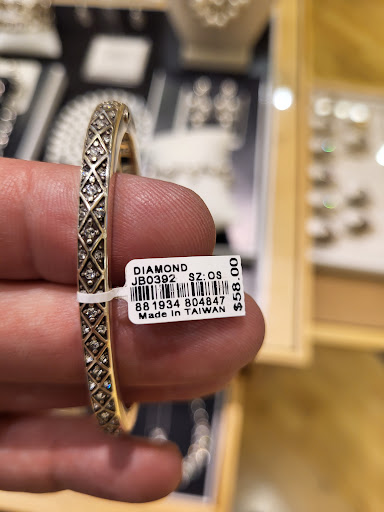 DIAMOND
JB0392 SZ: OS
881934 804847
Made In TAIWAN
$58.00